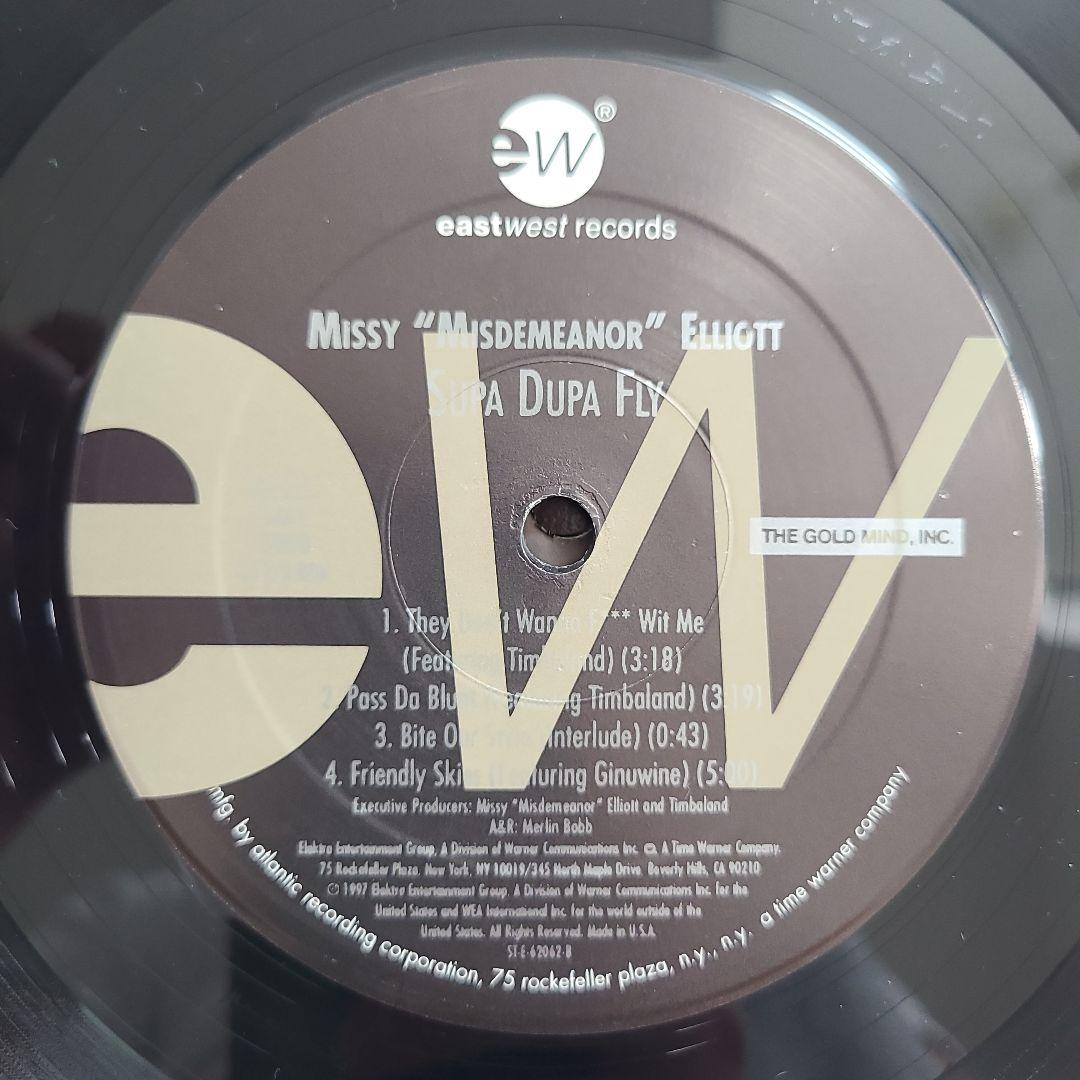 ew®
eastwest records
MISSY "MISDEMEANOR" ELLIOTT
SUPA DUPA FLY
ew
THE GOLD MIND, INC.
1. They Don't Wanna F*** Wit Me
(Featuring Timbaland) (3:18)
2. Pass Da Blunt (Featuring Timbaland) (3:19)
3. Bite Our Style (Interlude) (0:43)
4. Friendly Skies (Featuring Ginuwine) (5:00)
Executive Producers: Missy "Misdemeanor" Elliott and Timbaland
A&R: Merlin Bobb
Elektra Entertainment Group, A Division of Warner Communications Inc. A Time Warner Company.
75 Rockefeller Plaza, New York, NY 10019/345 North Maple Drive, Beverly Hills, CA 90210
℗ 1997 Elektra Entertainment Group, A Division of Warner Communications Inc. for the
United States and WEA International Inc. for the world outside of the
United States. All Rights Reserved. Made in U.S.A.
ST-E-62062-B
mfg. by atlantic recording corporation, 75 rockefeller plaza, n.y., n.y. a time warner company